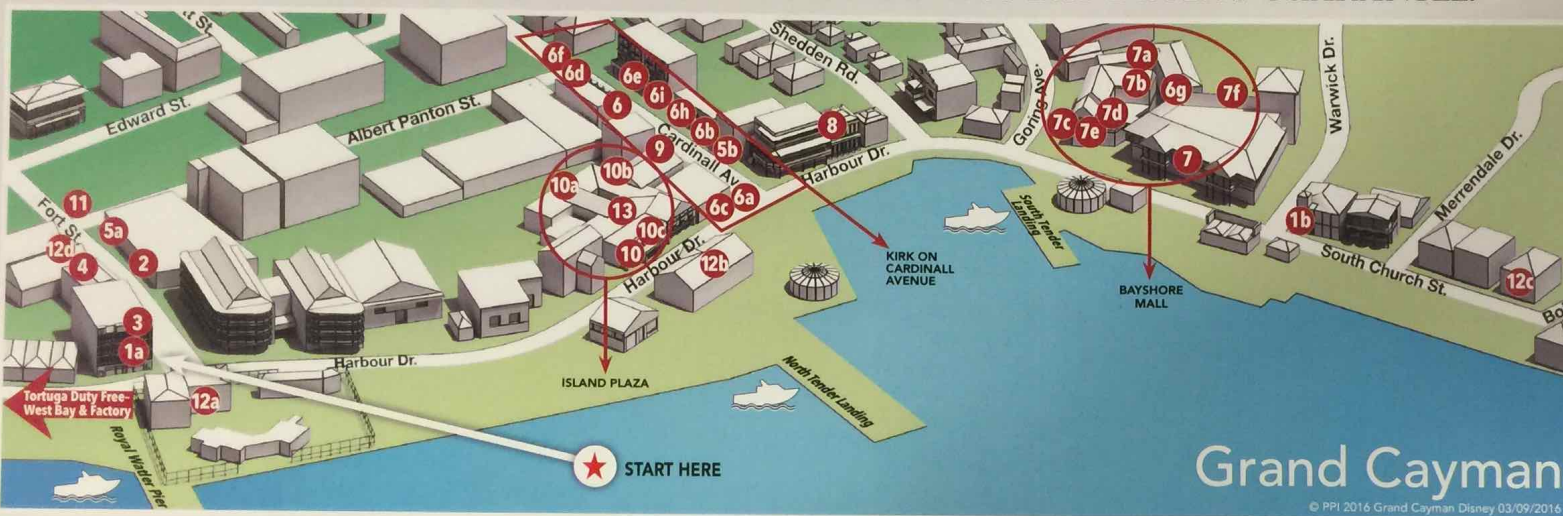 Shedden Rd.
Edward St.
Albert Panton St.
Cardinall Av
Harbour Dr.
Goring Ave.
Warwick Dr.
Merrendale Dr.
South Church St.
Fort St.
Harbour Dr.
Harbour Dr.
6f
6d
6
6e
6i
6h
6b
5b
9
8
6c
6a
10a
10b
13
10c
10
12b
7a
7b
6g
7f
7c
7d
7e
7
1b
12c
11
5a
12d
4
2
3
1a
12a
South Tender
Landing
North Tender Landing
KIRK ON
CARDINALL
AVENUE
BAYSHORE
MALL
ISLAND PLAZA
Tortuga Duty Free-
West Bay & Factory
Royal Water Pier
START HERE
Grand Cayman
© PPI 2016 Grand Cayman Disney 03/09/2016